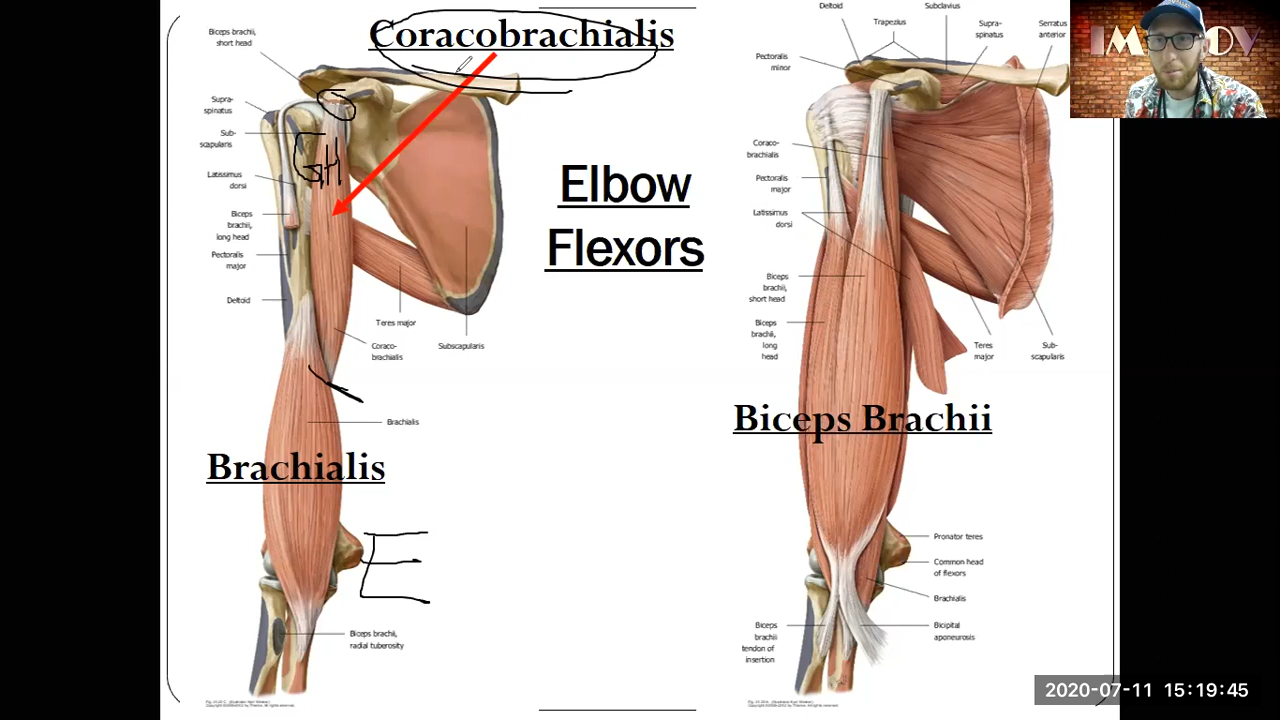 Coracobrachialis
Biceps brachii,
short head
Supra-
spinatus
Sub-
scapularis
GH
Latissimus
dorsi
Biceps
brachii,
long head
Pectoralis
major
Deltoid
Teres major
Coraco-
brachialis
Subscapularis
Brachialis
Brachialis
E
Biceps brachii,
radial tuberosity
Elbow
Flexors
Deltoid
Subclavius
Trapezius
Supra-
spinatus
Serratus
anterior
Pectoralis
minor
Coraco-
brachialis
Pectoralis
major
Latissimus
dorsi
Biceps
brachii,
short head
Biceps
brachii,
long
head
Teres
major
Sub-
scapularis
Biceps Brachii
Pronator teres
Common head
of flexors
Brachialis
Biceps
brachii
tendon of
insertion
Bicipital
aponeurosis
2020-07-11 15:19:45